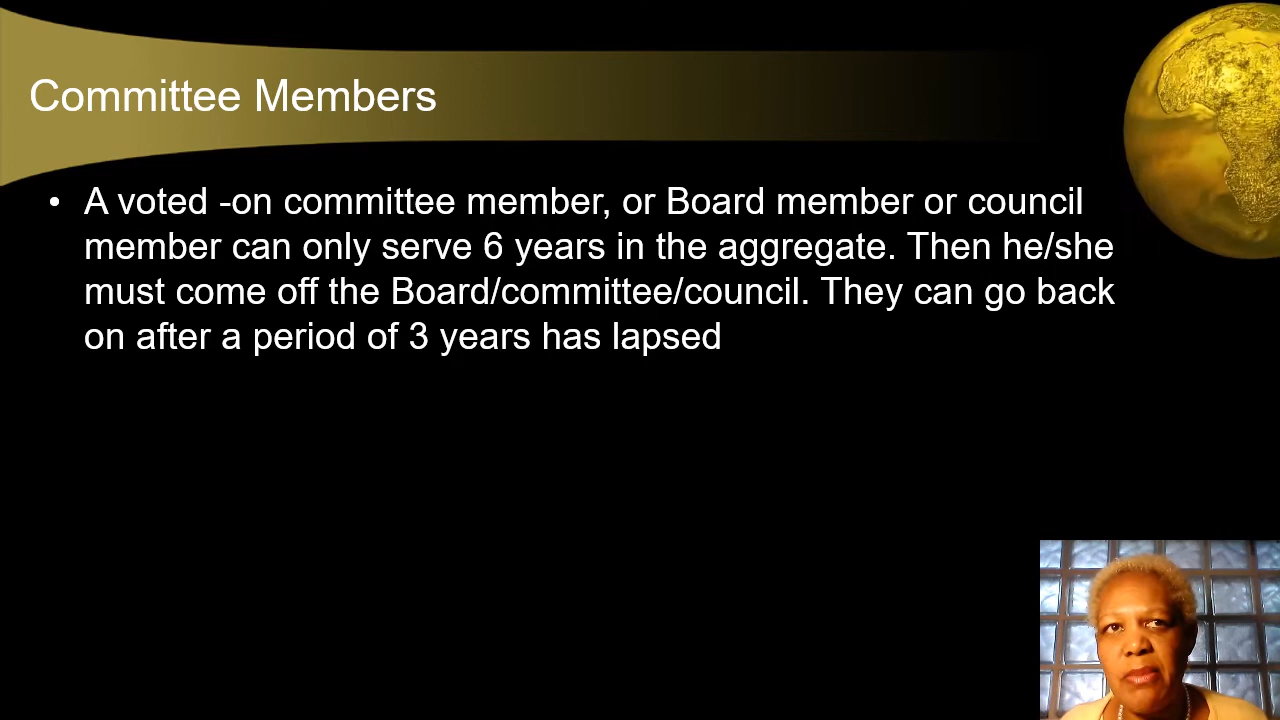 Committee Members
• A voted -on committee member, or Board member or council
member can only serve 6 years in the aggregate. Then he/she
must come off the Board/committee/council. They can go back
on after a period of 3 years has lapsed